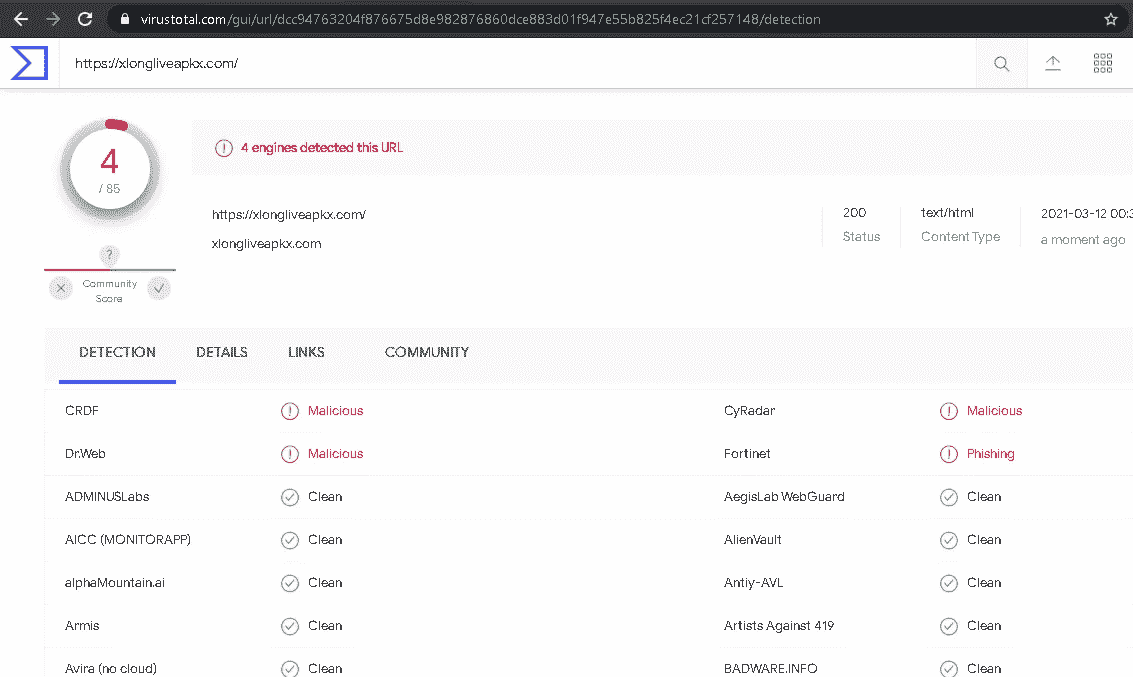 virustotal.com/gui/url/dcc94763204f876675d8e982876860dce883d01f947e55b825f4ec21cf257148/detection
https://xlongliveapkx.com/
4
/ 85
4 engines detected this URL
https://xlongliveapkx.com/
xlongliveapkx.com
200
Status
text/html
Content Type
2021-03-12 00:3
a moment ago
?
Community
Score
DETECTION DETAILS LINKS COMMUNITY
CRDF Malicious CyRadar Malicious
Dr.Web Malicious Fortinet Phishing
ADMINUSLabs Clean AegisLab WebGuard Clean
AICC (MONITORAPP) Clean AlienVault Clean
alphaMountain.ai Clean Antiy-AVL Clean
Armis Clean Artists Against 419 Clean
Avira (no cloud) Clean BADWARE.INFO Clean